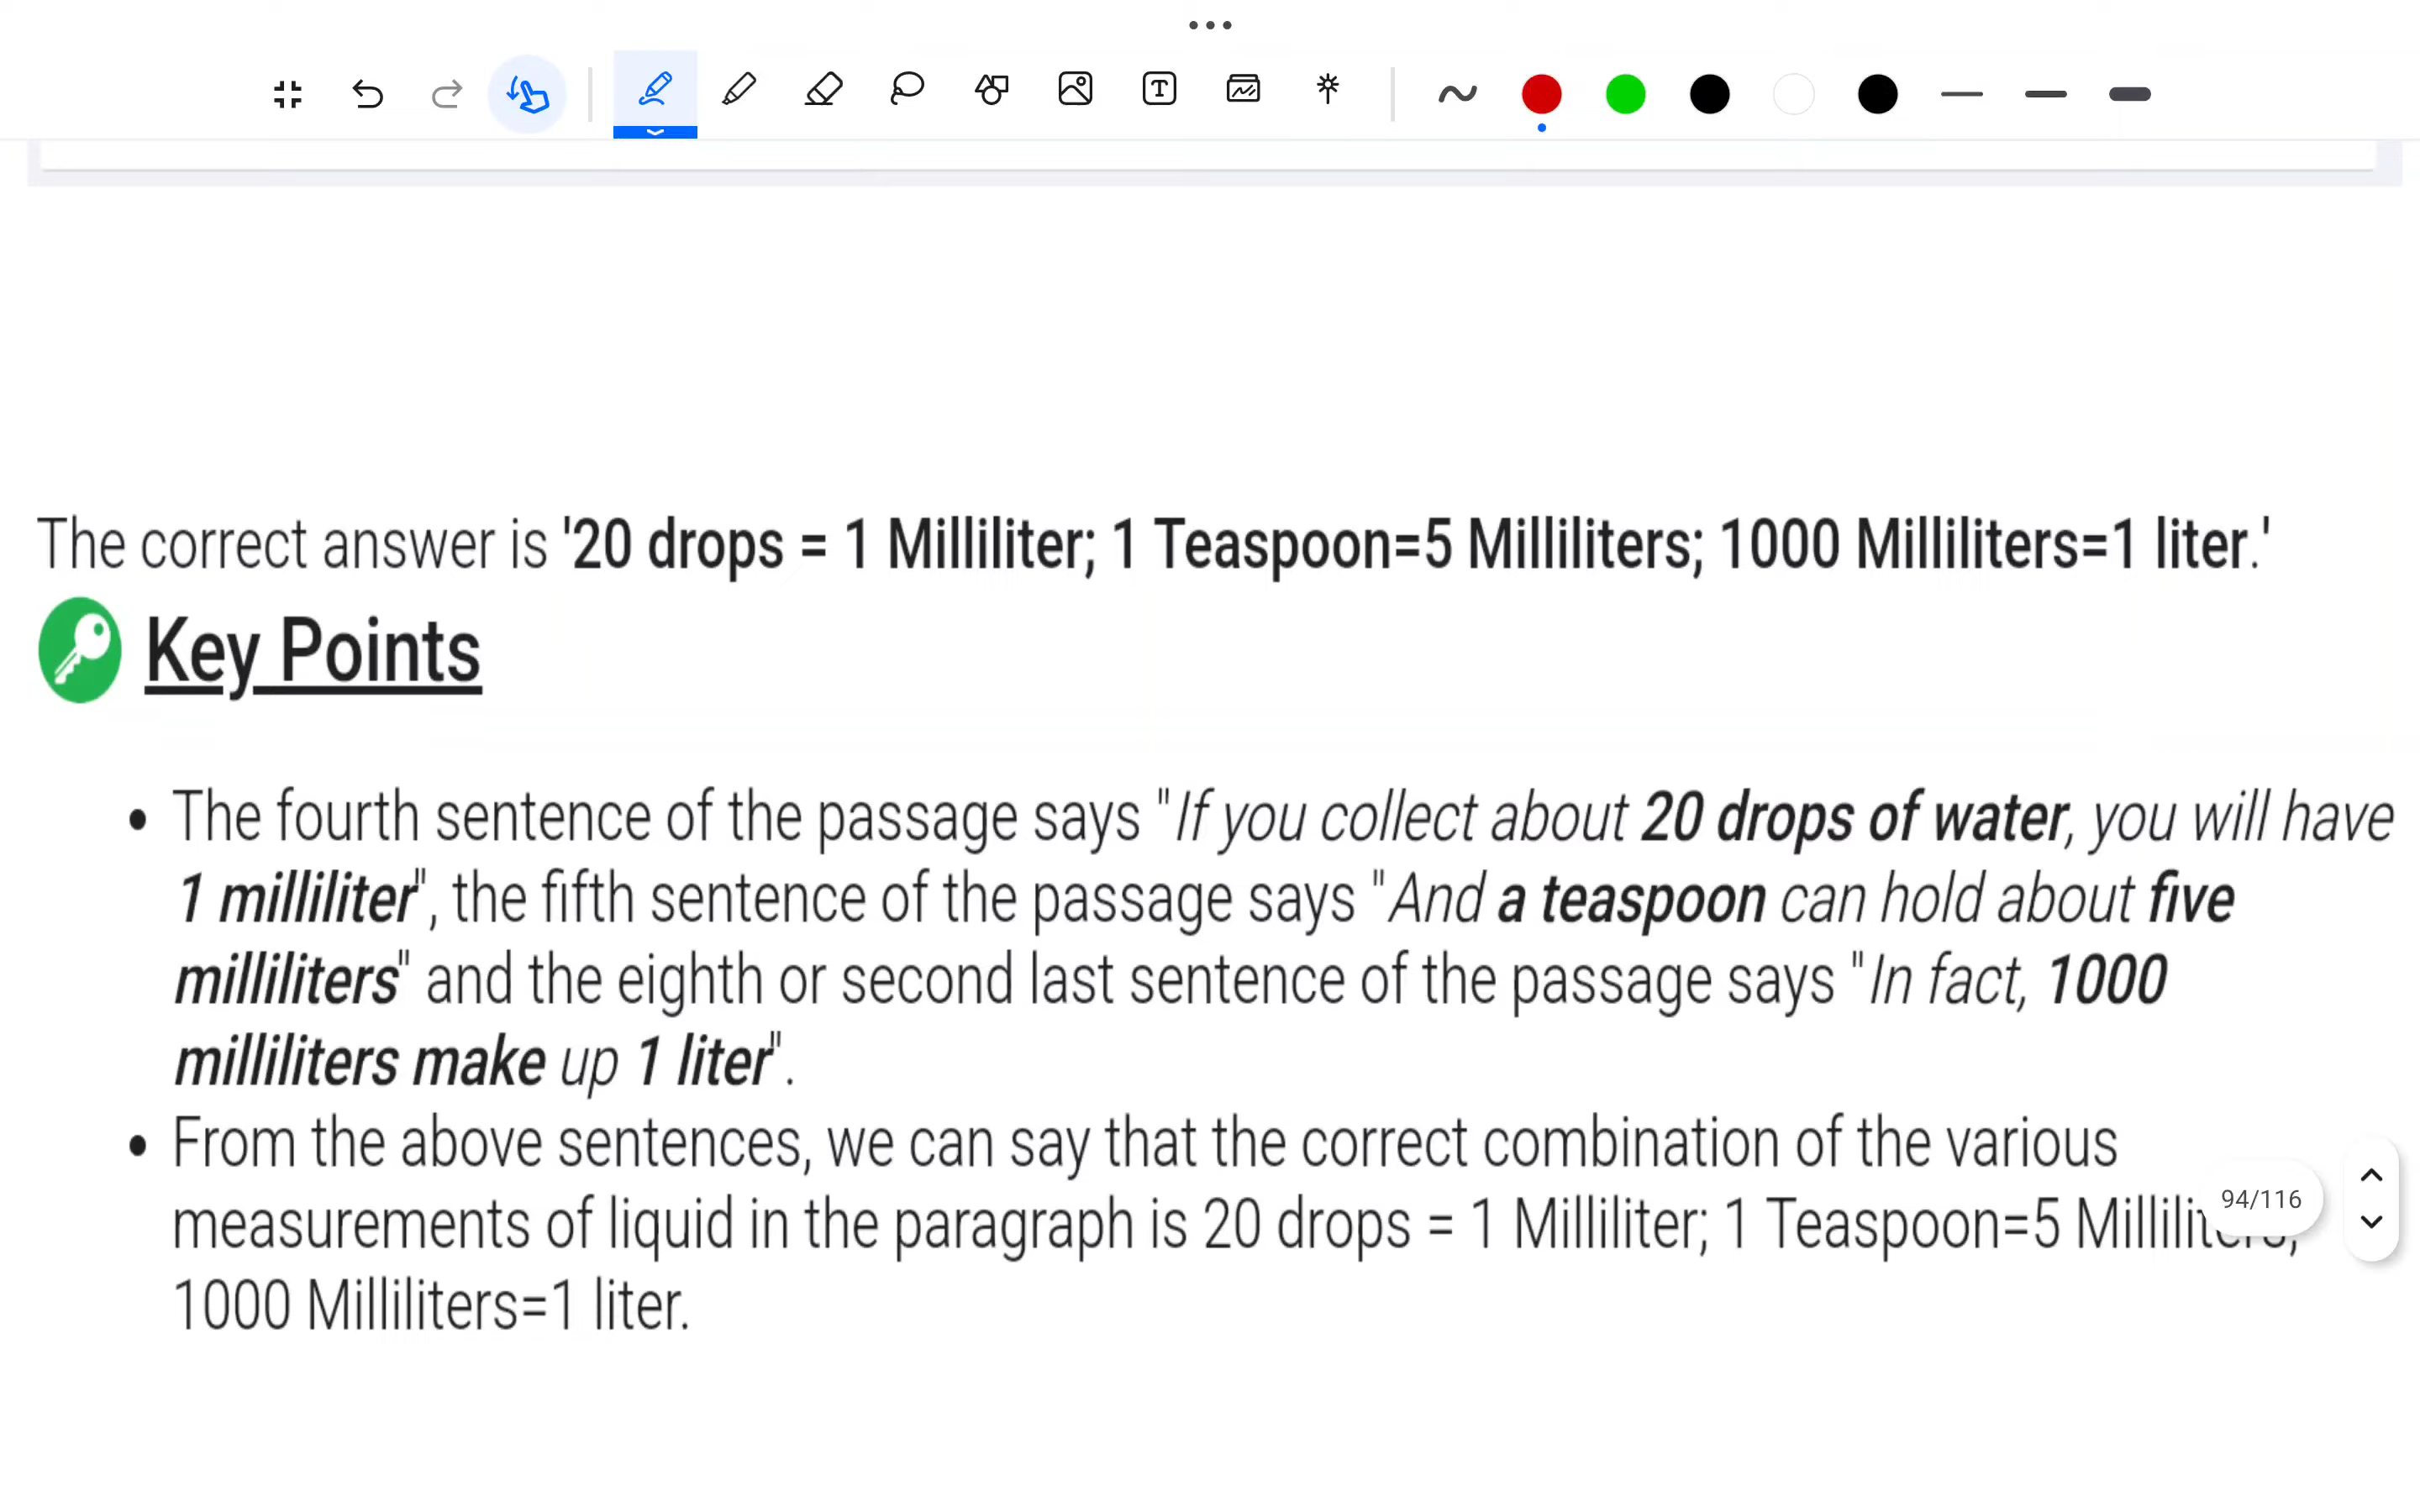 The correct answer is '20 drops = 1 Milliliter; 1 Teaspoon=5 Milliliters; 1000 Milliliters=1 liter.'
Key Points
• The fourth sentence of the passage says "If you collect about 20 drops of water, you will have
1 milliliter", the fifth sentence of the passage says "And a teaspoon can hold about five
milliliters" and the eighth or second last sentence of the passage says "In fact, 1000
milliliters make up 1 liter".
• From the above sentences, we can say that the correct combination of the various
measurements of liquid in the paragraph is 20 drops = 1 Milliliter; 1 Teaspoon=5 Milliliters;
94/116
1000 Milliliters=1 liter.